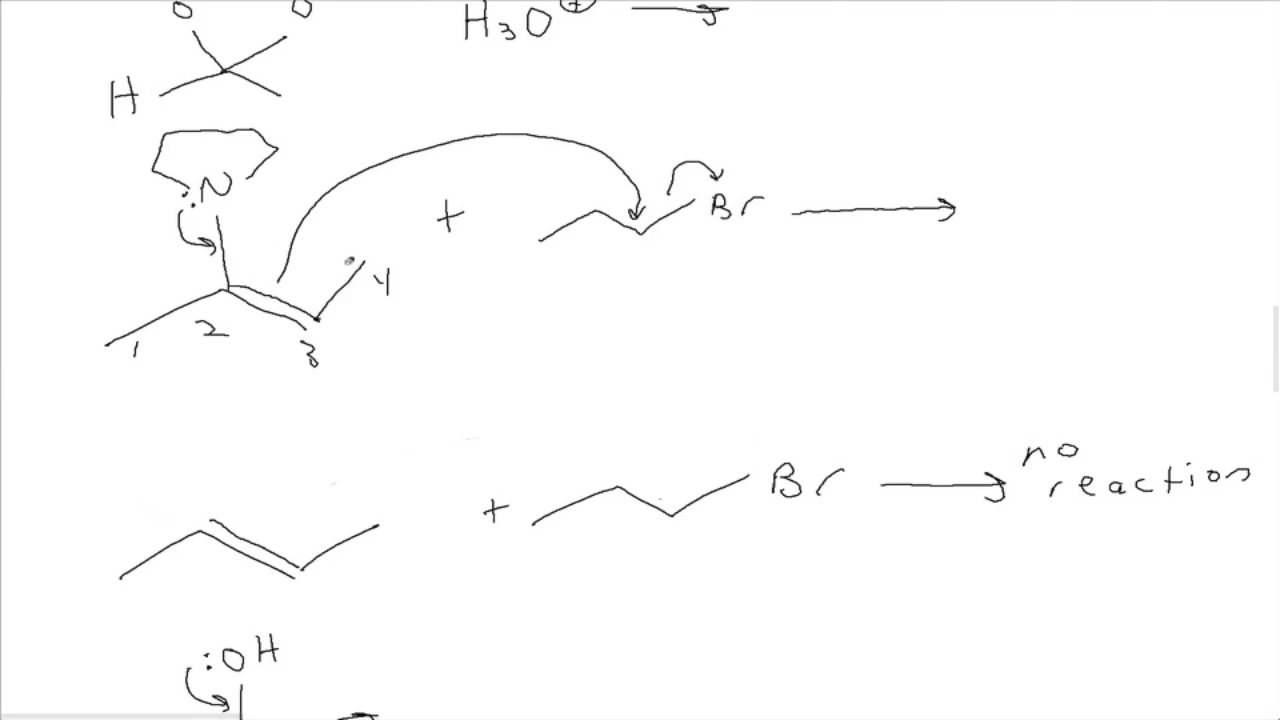 O O
H₃O⁺
H
:N
+
Br
4
1 2 3
no
reaction
+
Br
:OH